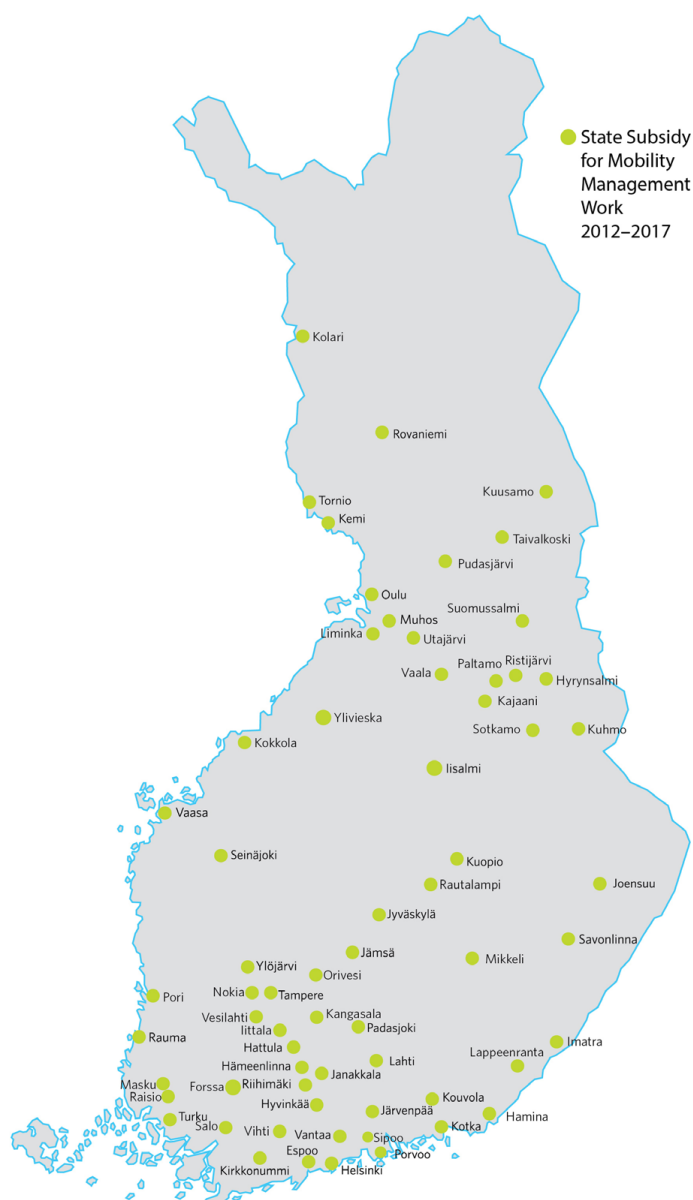 State Subsidy
for Mobility
Management
Work
2012–2017
Kolari
Rovaniemi
Kuusamo
Tornio
Kemi
Taivalkoski
Pudasjärvi
Oulu
Suomussalmi
Muhos
Liminka
Utajärvi
Paltamo
Ristijärvi
Vaala
Hyrynsalmi
Kajaani
Ylivieska
Sotkamo
Kuhmo
Kokkola
Iisalmi
Vaasa
Seinäjoki
Kuopio
Rautalampi
Joensuu
Jyväskylä
Savonlinna
Jämsä
Mikkeli
Ylöjärvi
Orivesi
Nokia
Tampere
Pori
Vesilahti
Kangasala
Iittala
Padasjoki
Rauma
Imatra
Hattula
Lappeenranta
Lahti
Hämeenlinna
Janakkala
Masku
Forssa
Riihimäki
Raisio
Kouvola
Hyvinkää
Järvenpää
Hamina
Turku
Salo
Vihti
Vantaa
Sipoo
Kotka
Espoo
Porvoo
Kirkkonummi
Helsinki